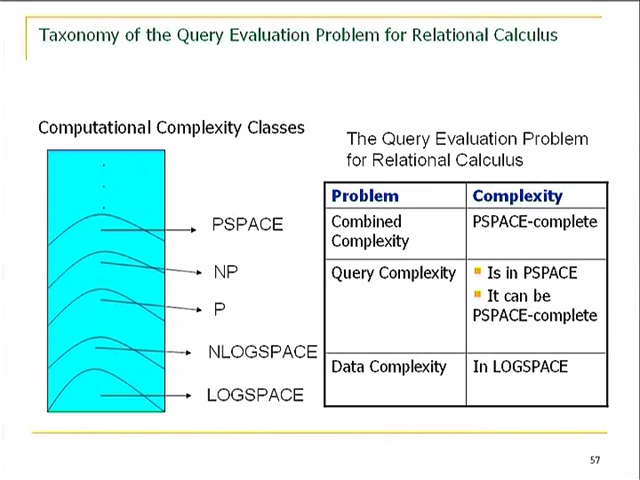 Taxonomy of the Query Evaluation Problem for Relational Calculus
Computational Complexity Classes
PSPACE
NP
P
NLOGSPACE
LOGSPACE
The Query Evaluation Problem
for Relational Calculus
Problem Complexity
Combined PSPACE-complete
Complexity
Query Complexity Is in PSPACE
It can be
PSPACE-complete
Data Complexity In LOGSPACE
57